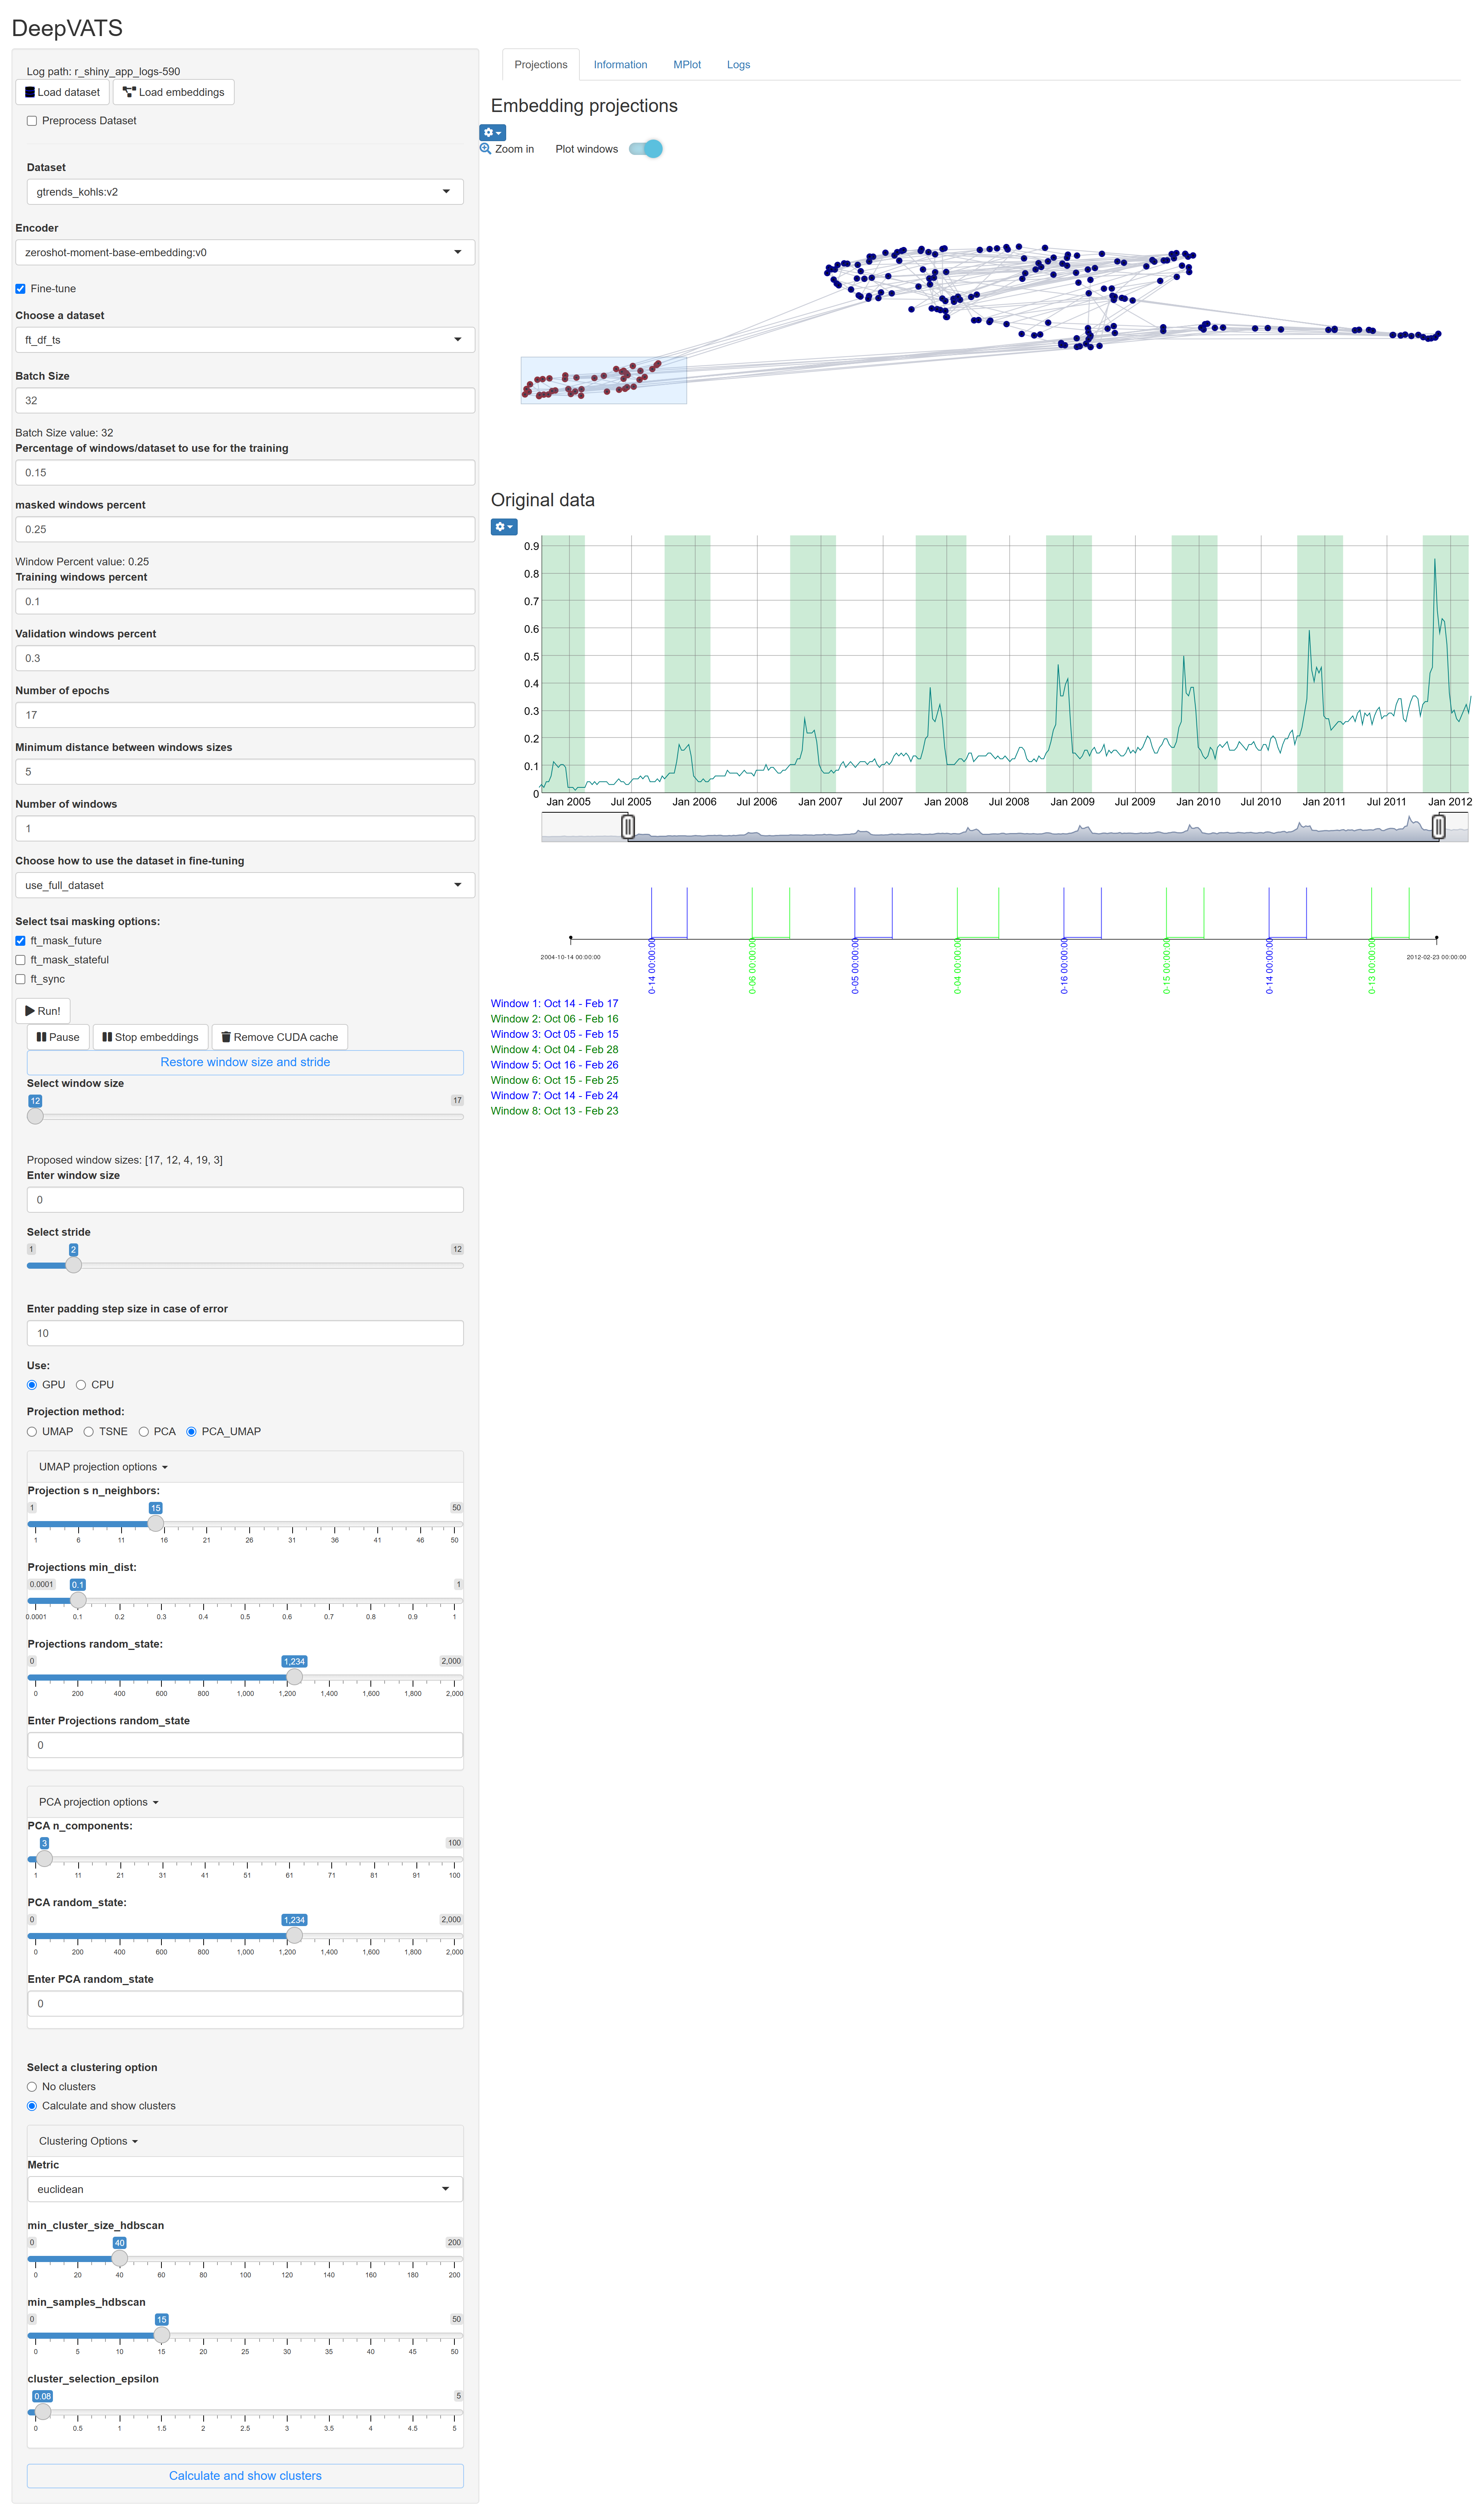 DeepVATS
Log path: r_shiny_app_logs-590
Load dataset
Load embeddings
Preprocess Dataset
Dataset
gtrends_kohls:v2
Encoder
zeroshot-moment-base-embedding:v0
Fine-tune
Choose a dataset
ft_df_ts
Batch Size
32
Batch Size value: 32
Percentage of windows/dataset to use for the training
0.15
masked windows percent
0.25
Window Percent value: 0.25
Training windows percent
0.1
Validation windows percent
0.3
Number of epochs
17
Minimum distance between windows sizes
5
Number of windows
1
Choose how to use the dataset in fine-tuning
use_full_dataset
Select tsai masking options:
ft_mask_future
ft_mask_stateful
ft_sync
Run!
Pause
Stop embeddings
Remove CUDA cache
Restore window size and stride
Select window size
12 17
Proposed window sizes: [17, 12, 4, 19, 3]
Enter window size
0
Select stride
1 2 12
Enter padding step size in case of error
10
Use:
GPU CPU
Projection method:
UMAP TSNE PCA PCA_UMAP
UMAP projection options
Projection s n_neighbors:
1 15 50
1 6 11 16 21 26 31 36 41 46 50
Projections min_dist:
0.0001 0.1 1
0.0001 0.1 0.2 0.3 0.4 0.5 0.6 0.7 0.8 0.9 1
Projections random_state:
0 1,234 2,000
0 200 400 600 800 1,000 1,200 1,400 1,600 1,800 2,000
Enter Projections random_state
0
PCA projection options
PCA n_components:
3 100
1 11 21 31 41 51 61 71 81 91 100
PCA random_state:
0 1,234 2,000
0 200 400 600 800 1,000 1,200 1,400 1,600 1,800 2,000
Enter PCA random_state
0
Select a clustering option
No clusters
Calculate and show clusters
Clustering Options
Metric
euclidean
min_cluster_size_hdbscan
0 40 200
0 20 40 60 80 100 120 140 160 180 200
min_samples_hdbscan
0 15 50
0 5 10 15 20 25 30 35 40 45 50
cluster_selection_epsilon
0.08 5
0 0.5 1 1.5 2 2.5 3 3.5 4 4.5 5
Calculate and show clusters
Projections Information MPlot Logs
Embedding projections
Zoom in Plot windows
Original data
0.9
0.8
0.7
0.6
0.5
0.4
0.3
0.2
0.1
0
Jan 2005 Jul 2005 Jan 2006 Jul 2006 Jan 2007 Jul 2007 Jan 2008 Jul 2008 Jan 2009 Jul 2009 Jan 2010 Jul 2010 Jan 2011 Jul 2011 Jan 2012
2004-10-14 00:00:00
0-14 00:00:00
0-06 00:00:00
0-05 00:00:00
0-04 00:00:00
0-16 00:00:00
0-15 00:00:00
0-14 00:00:00
0-13 00:00:00
2012-02-23 00:00:00
Window 1: Oct 14 - Feb 17
Window 2: Oct 06 - Feb 16
Window 3: Oct 05 - Feb 15
Window 4: Oct 04 - Feb 28
Window 5: Oct 16 - Feb 26
Window 6: Oct 15 - Feb 25
Window 7: Oct 14 - Feb 24
Window 8: Oct 13 - Feb 23